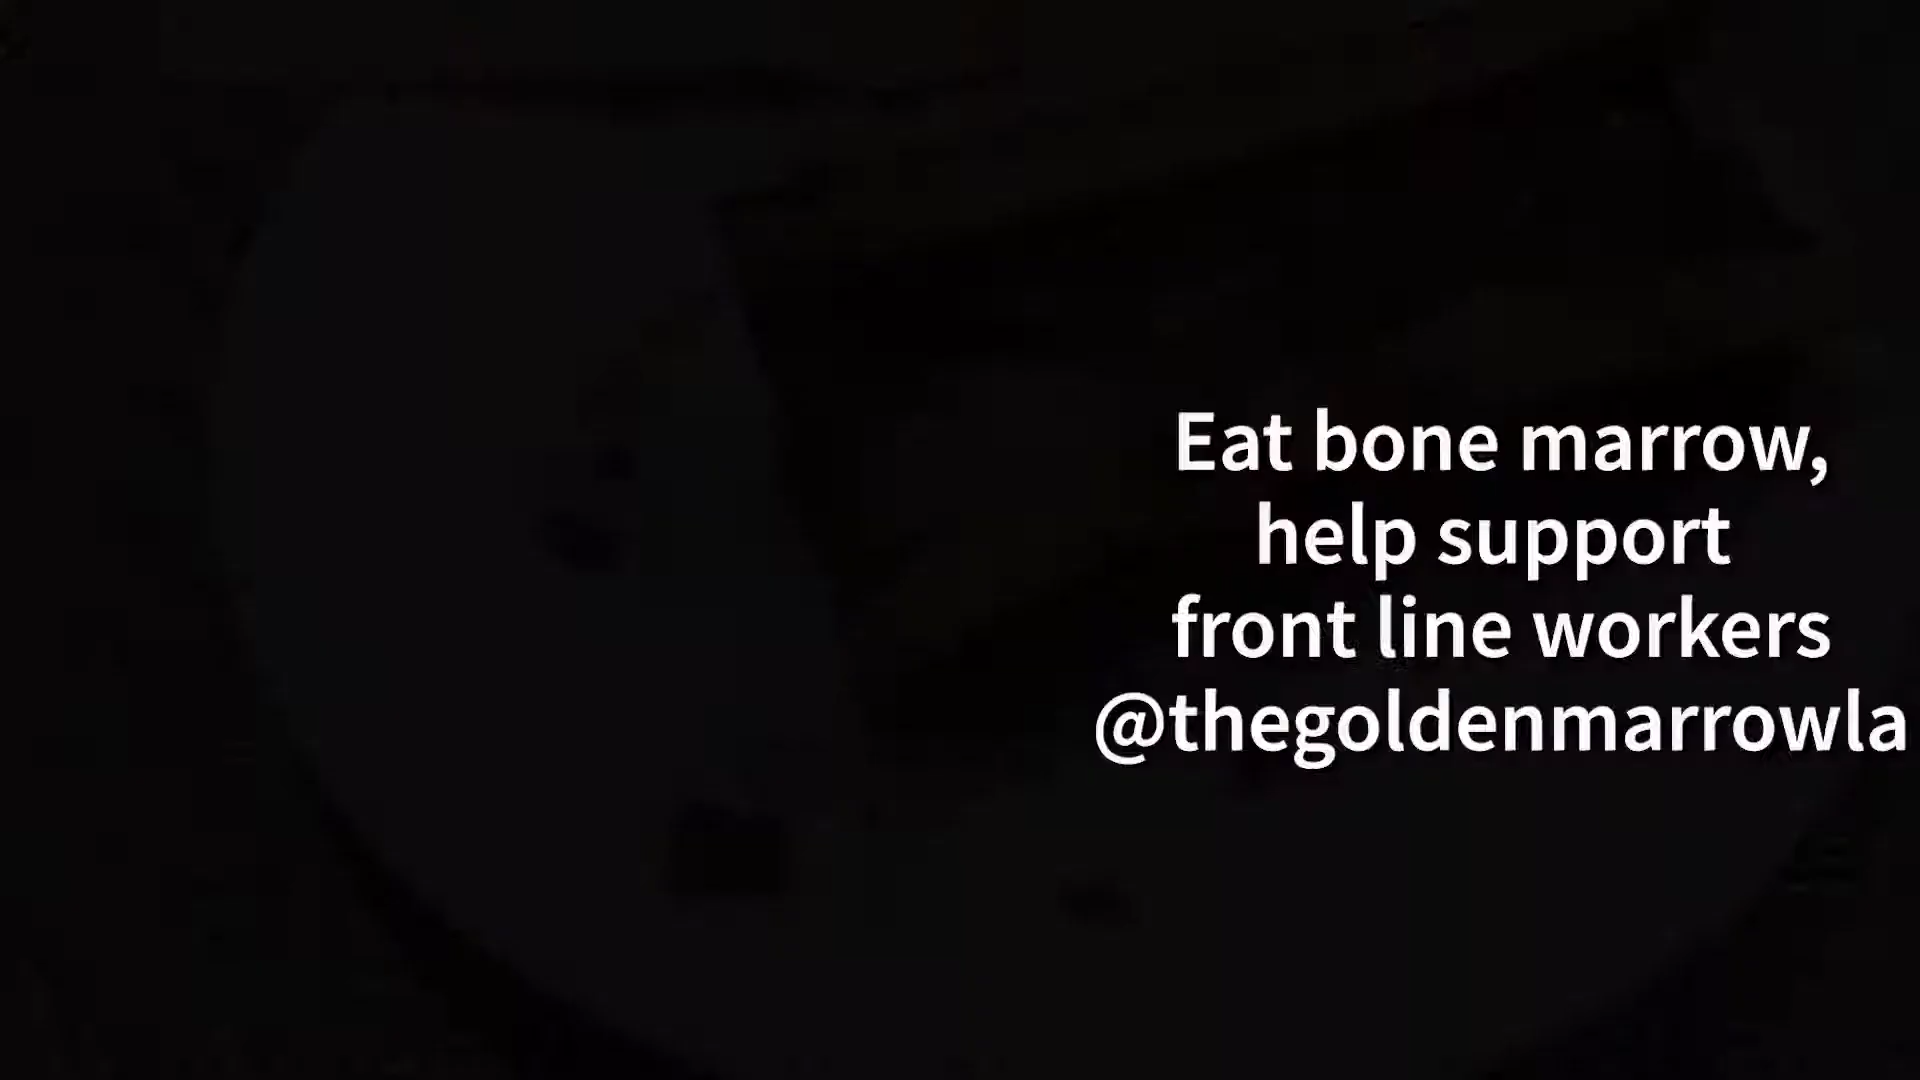 Eat bone marrow,
help support
front line workers
@thegoldenmarrowla